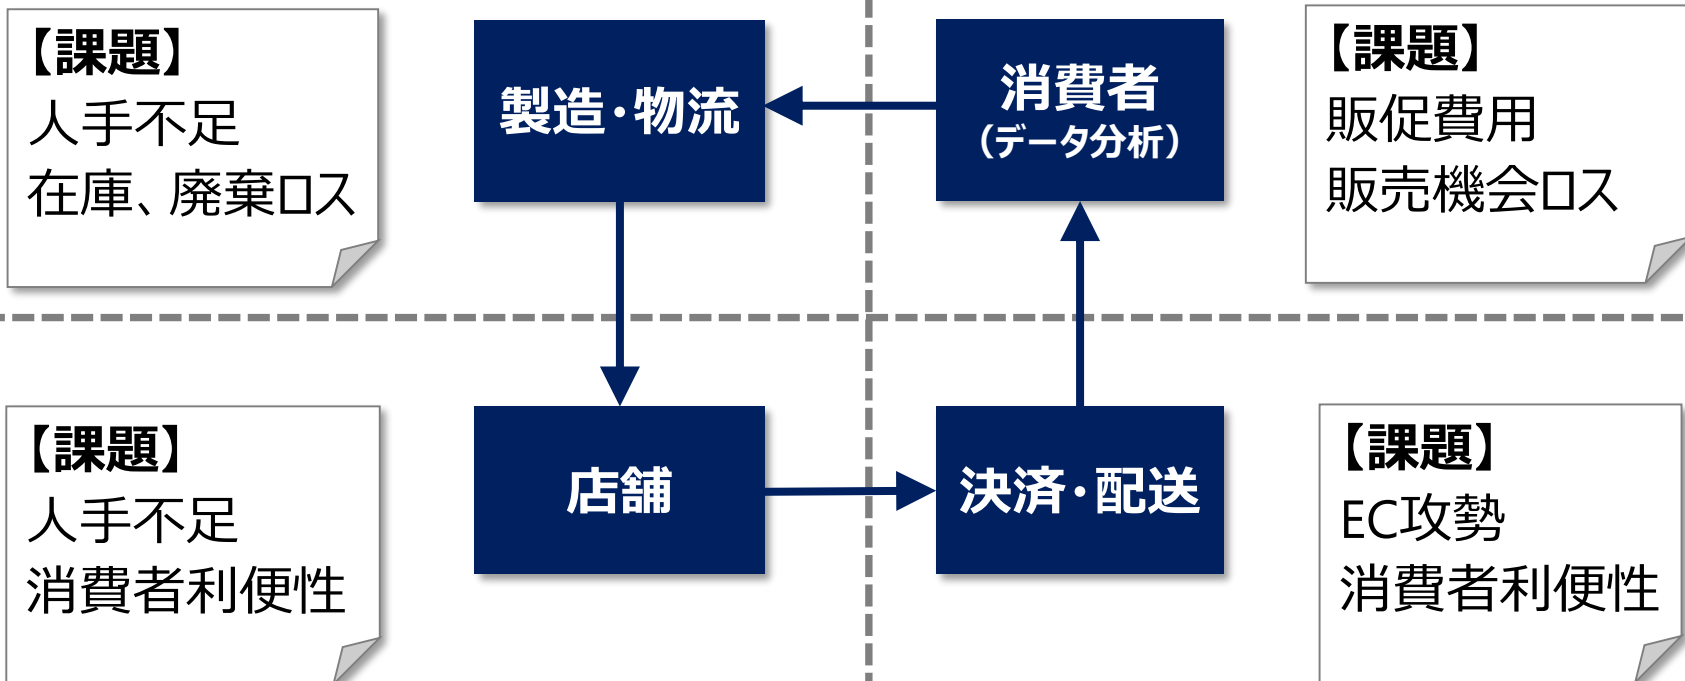 【課題】
人手不足
在庫、廃棄ロス
製造・物流
消費者
（データ分析）
【課題】
販促費用
販売機会ロス
【課題】
人手不足
消費者利便性
店舗
決済・配送
【課題】
EC攻勢
消費者利便性